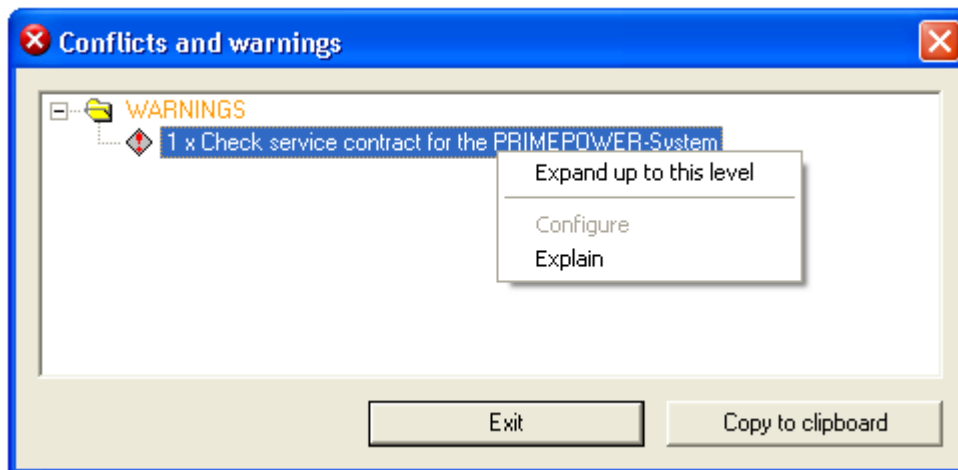 Conflicts and warnings
WARNINGS
1 x Check service contract for the PRIMEPOWER-System
Expand up to this level
Configure
Explain
Exit
Copy to clipboard